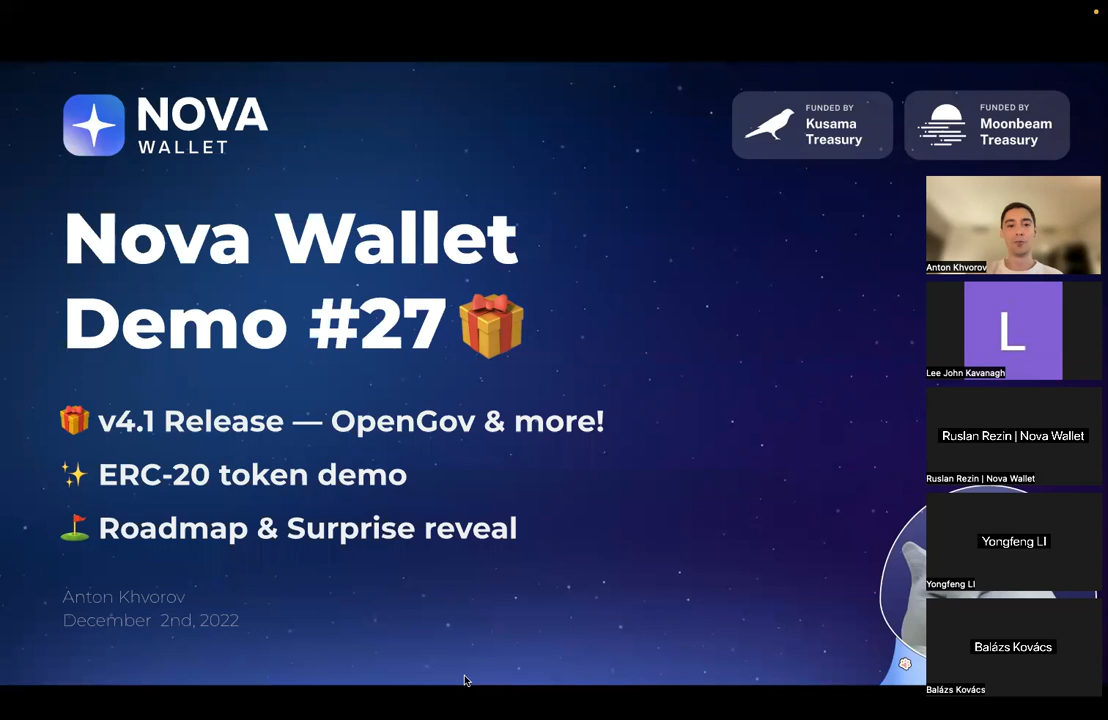 NOVA
WALLET
FUNDED BY
Kusama
Treasury
FUNDED BY
Moonbeam
Treasury
Nova Wallet
Demo #27
v4.1 Release — OpenGov & more!
ERC-20 token demo
Roadmap & Surprise reveal
Anton Khvorov
December 2nd, 2022
Anton Khvorov
L
Lee John Kavanagh
Ruslan Rezin | Nova Wallet
Ruslan Rezin | Nova Wallet
Yongfeng LI
Yongfeng LI
Balázs Kovács
Balázs Kovács